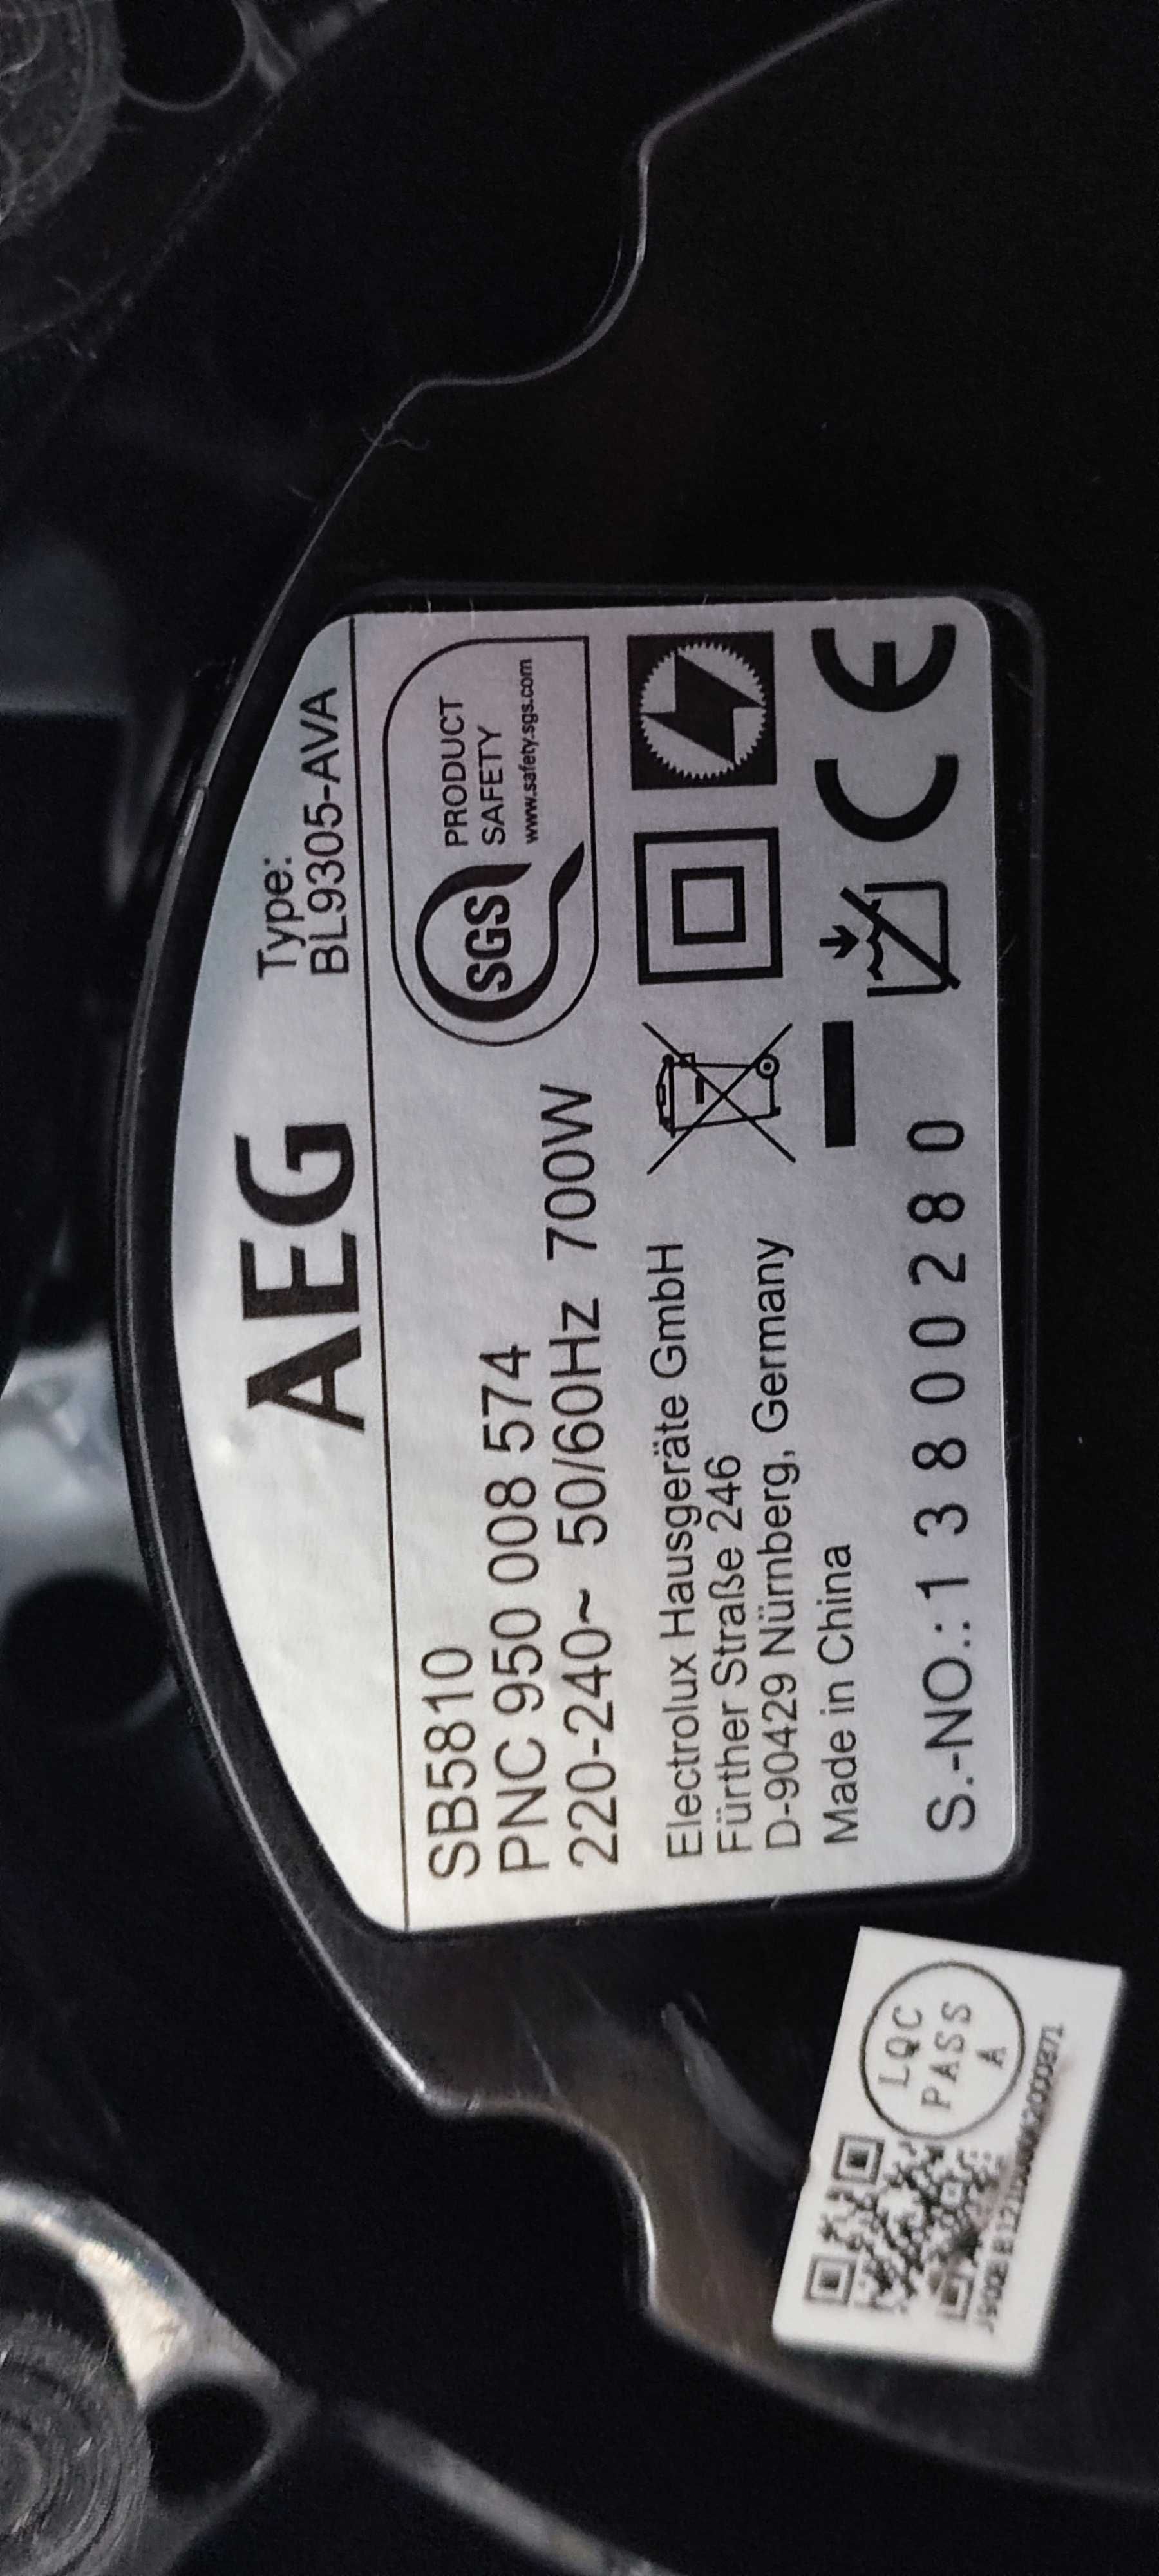 AEG
Type:
BL9305-AVA
SB5810
PNC 950 008 574
220-240~ 50/60Hz 700W
SGS
PRODUCT
SAFETY
www.safety.sgs.com
Electrolux Hausgeräte GmbH
Fürther Straße 246
D-90429 Nürnberg, Germany
Made in China
CE
S.-NO.: 1 3 8 0 0 2 8 0
LQC
PASS
A